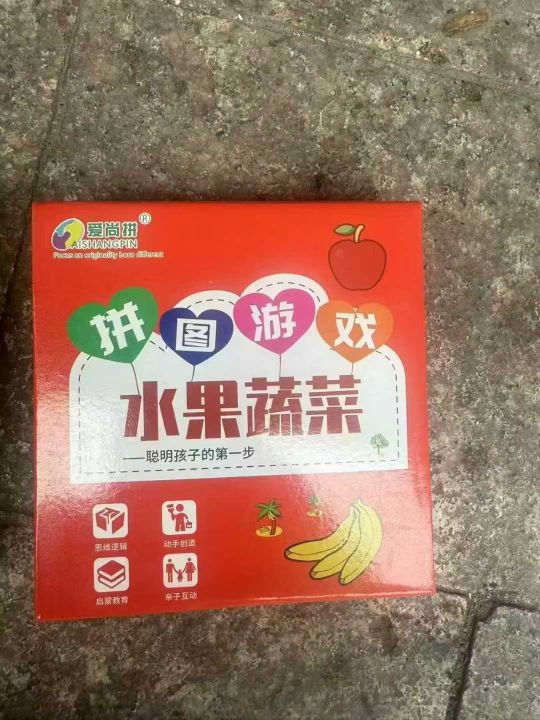 爱尚拼®
AISHANGPIN
Focus on originality born different
拼图游戏
水果蔬菜
——聪明孩子的第一步
思维逻辑
动手创造
启蒙教育
亲子互动